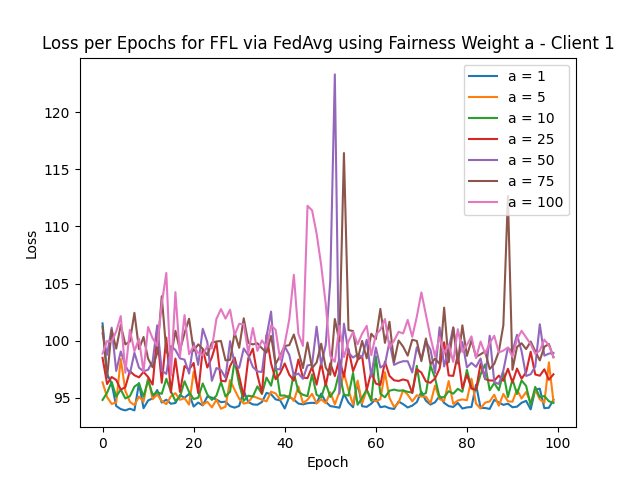 Loss per Epochs for FFL via FedAvg using Fairness Weight a - Client 1
a = 1
a = 5
a = 10
a = 25
a = 50
a = 75
a = 100
120
115
110
105
100
95
Loss
0
20
40
60
80
100
Epoch